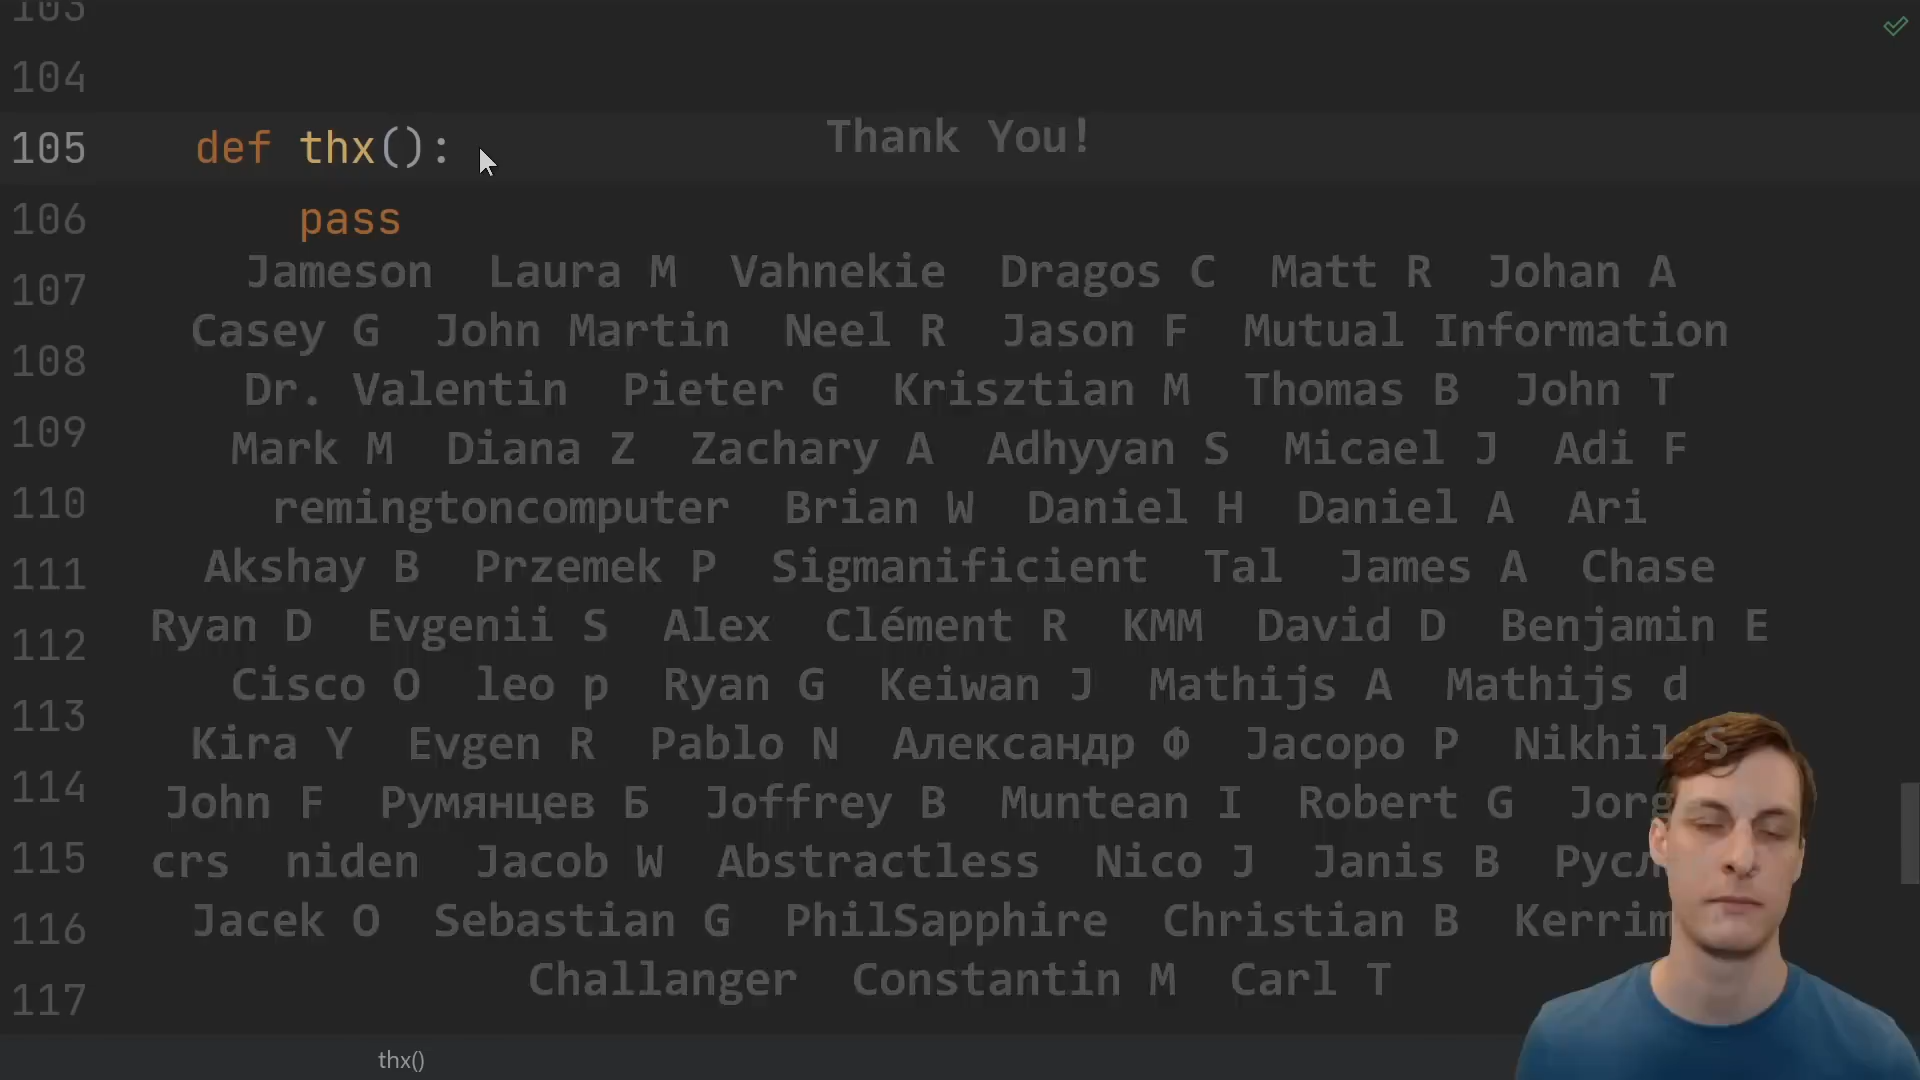 103
104
105 def thx():
Thank You!
106 pass
107
108
109
110
111
112
113
114
115
116
117
Jameson Laura M Vahnekie Dragos C Matt R Johan A
Casey G John Martin Neel R Jason F Mutual Information
Dr. Valentin Pieter G Krisztian M Thomas B John T
Mark M Diana Z Zachary A Adhyyan S Micael J Adi F
remingtoncomputer Brian W Daniel H Daniel A Ari
Akshay B Przemek P Sigmanificient Tal James A Chase
Ryan D Evgenii S Alex Clément R KMM David D Benjamin E
Cisco O leo p Ryan G Keiwan J Mathijs A Mathijs d
Kira Y Evgen R Pablo N Александр Ф Jacopo P Nikhil S
John F Румянцев Б Joffrey B Muntean I Robert G
crs niden Jacob W Abstractless Nico J Janis B
Jacek O Sebastian G PhilSapphire Christian B Kerrim
Challanger Constantin M Carl T
thx()